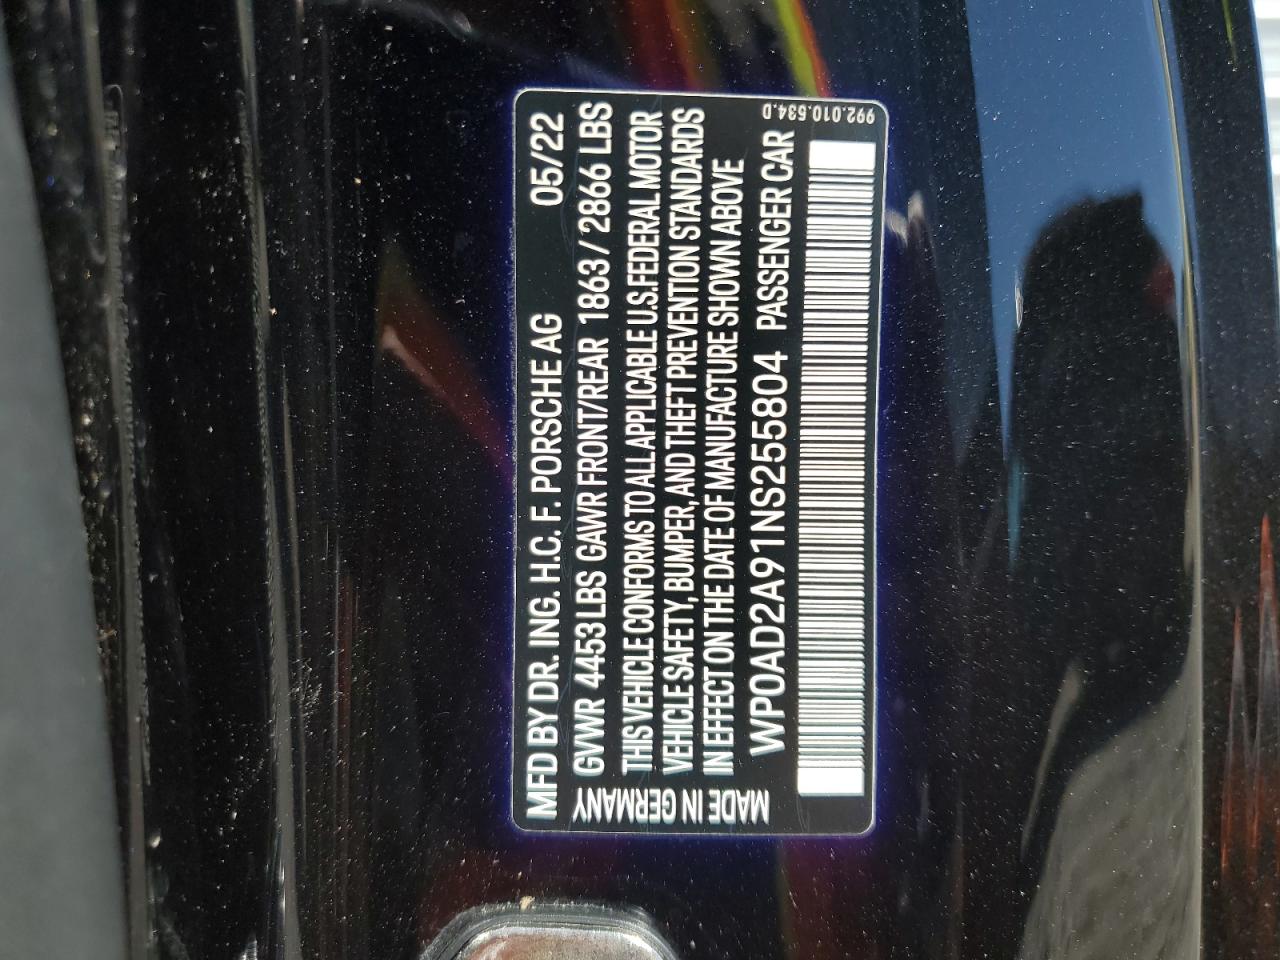 MFD BY DR. ING. H.C. F. PORSCHE AG 05/22
GVWR 4453 LBS GAWR FRONT/REAR 1863 / 2866 LBS
THIS VEHICLE CONFORMS TO ALL APPLICABLE U.S. FEDERAL MOTOR
VEHICLE SAFETY, BUMPER, AND THEFT PREVENTION STANDARDS
IN EFFECT ON THE DATE OF MANUFACTURE SHOWN ABOVE
WP0AD2A91NS255804 PASSENGER CAR
MADE IN GERMANY
992.010.534.D